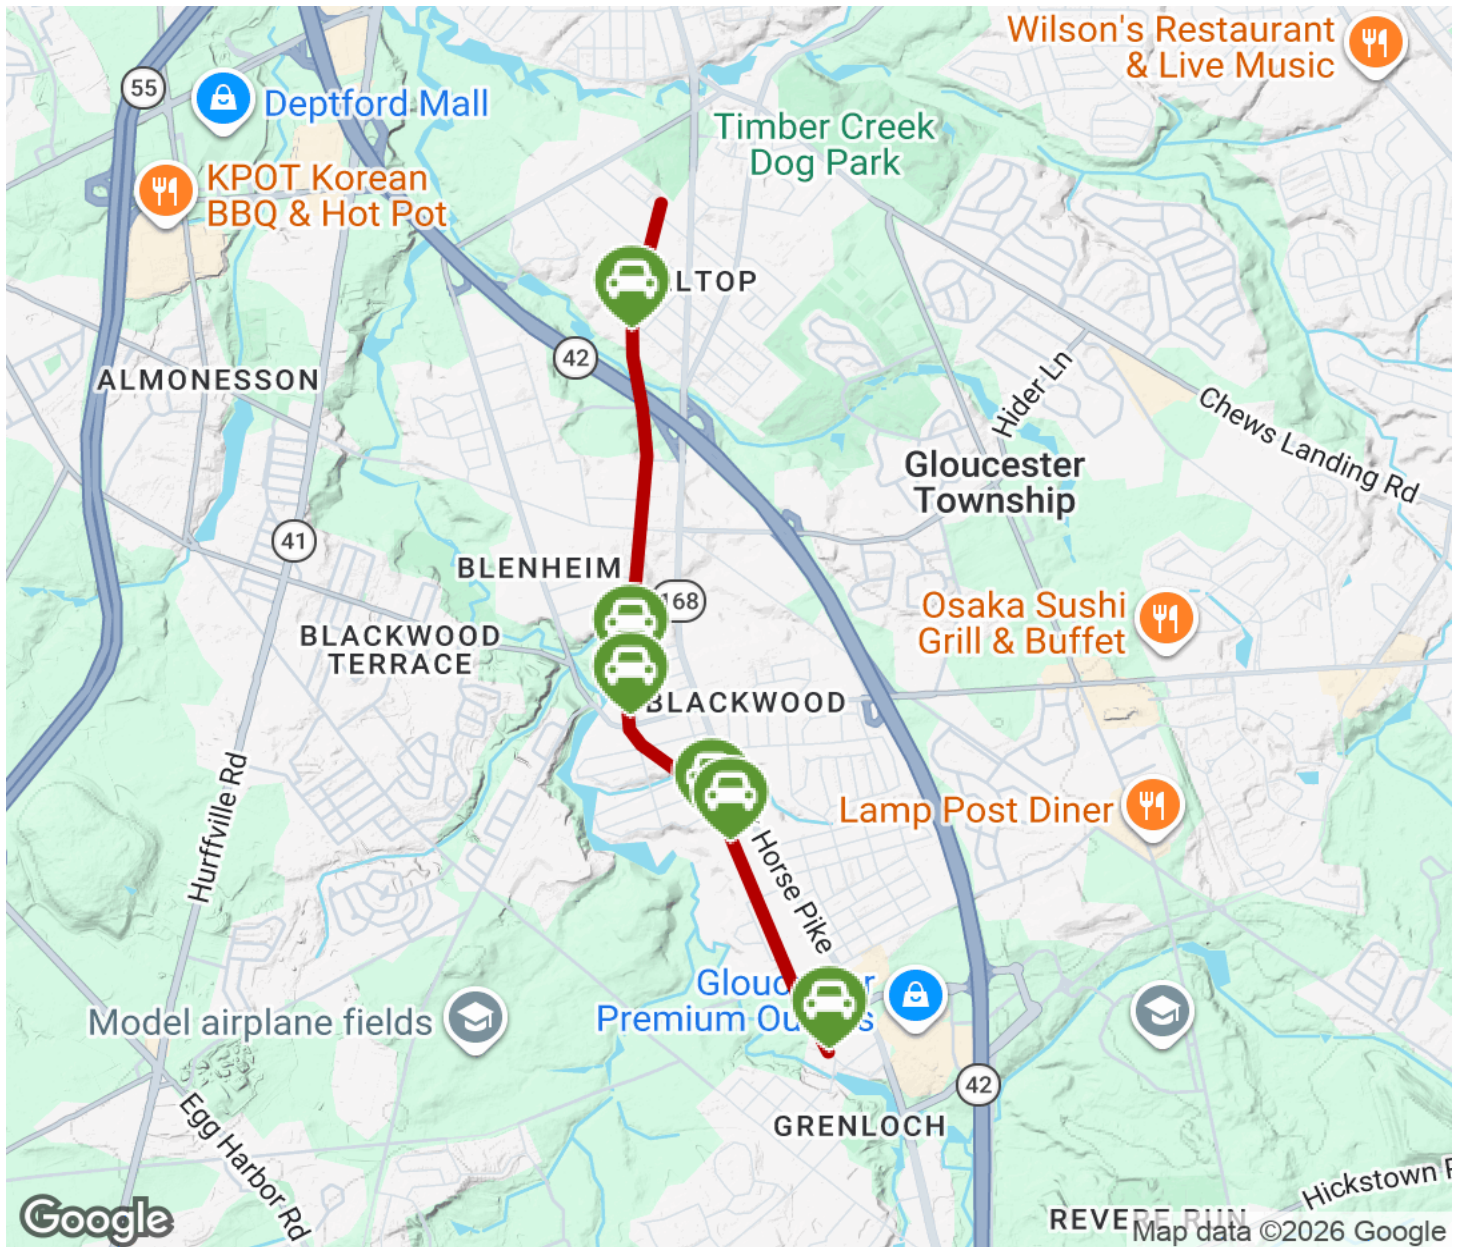 Wilson's Restaurant
& Live Music
55
Deptford Mall
Timber Creek
Dog Park
KPOT Korean
BBQ & Hot Pot
LTOP
42
ALMONESSON
Hider Ln
Chews Landing Rd
Gloucester
Township
41
BLENHEIM
168
Osaka Sushi
Grill & Buffet
BLACKWOOD
TERRACE
BLACKWOOD
Hurffville Rd
Lamp Post Diner
Horse Pike
Premium
Model airplane fields
42
Egg Harbor Rd
GRENLOCH
Hickstown
REVERE RUN
Google
Map data ©2026 Google